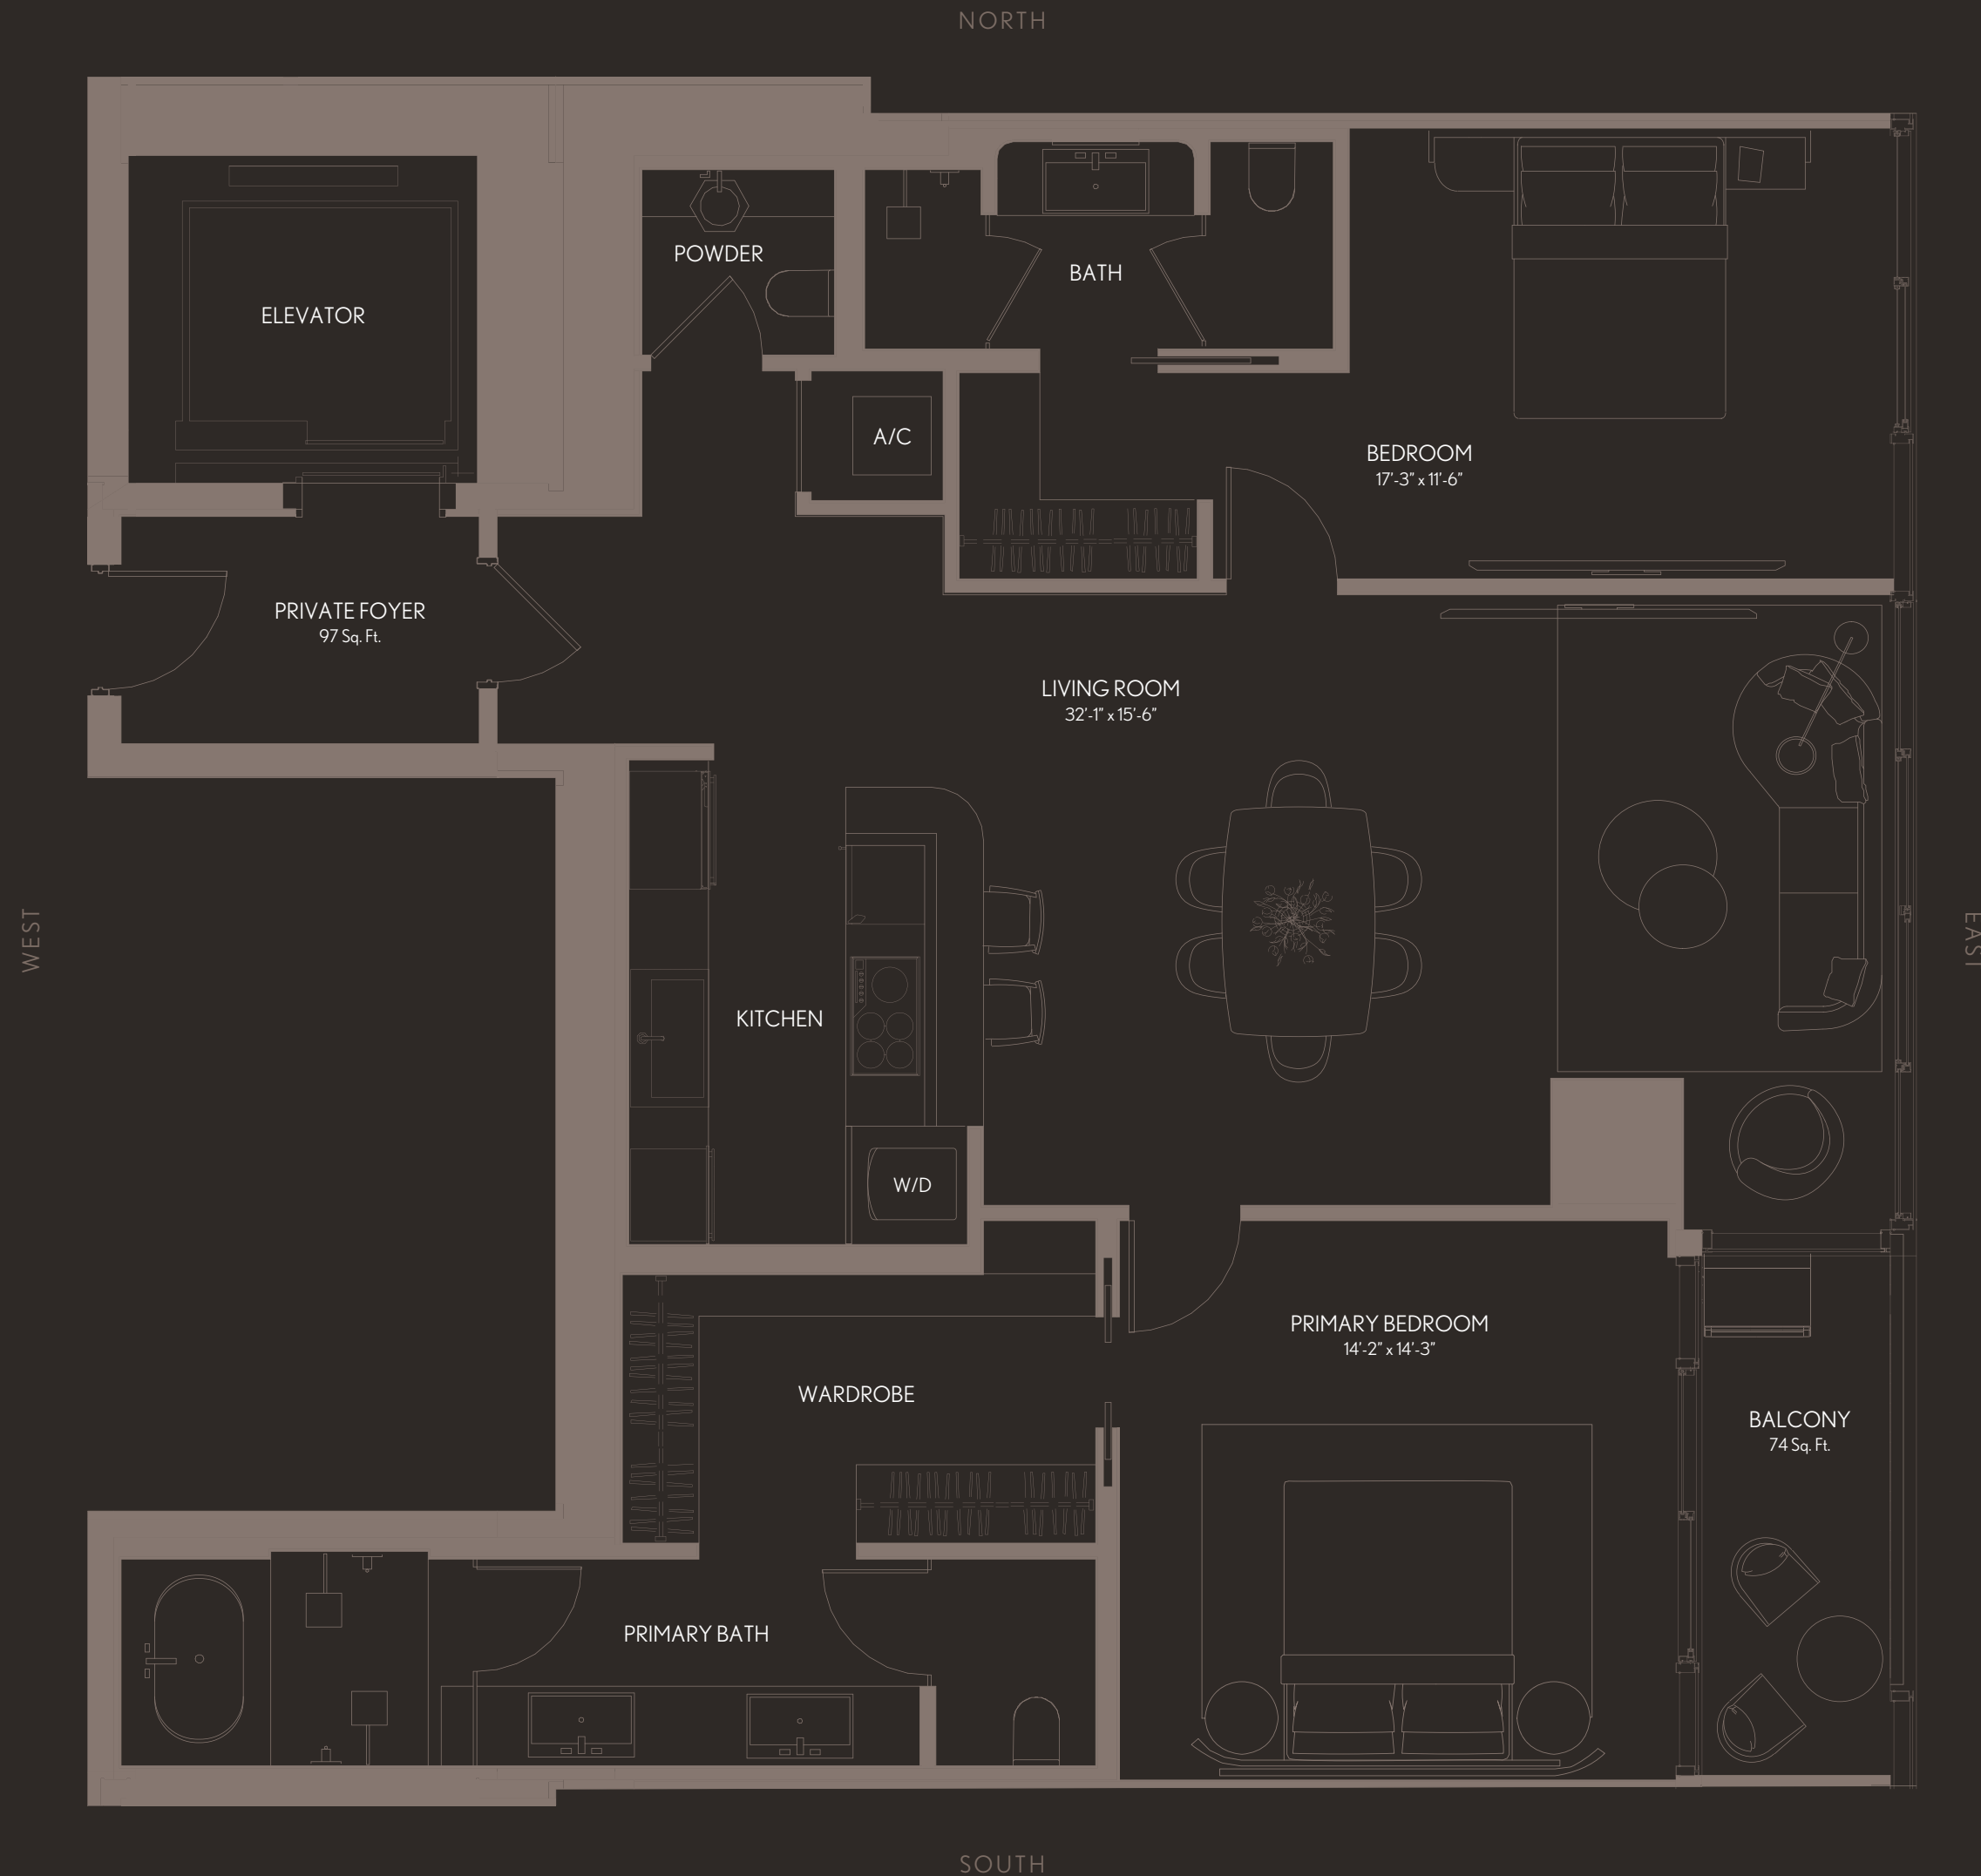 NORTH
POWDER
BATH
ELEVATOR
A/C
BEDROOM
17'-3" x 11'-6"
PRIVATE FOYER
97 Sq. Ft.
LIVING ROOM
32'-1" x 15'-6"
WEST
EAST
KITCHEN
W/D
PRIMARY BEDROOM
14'-2" x 14'-3"
WARDROBE
BALCONY
74 Sq. Ft.
PRIMARY BATH
SOUTH